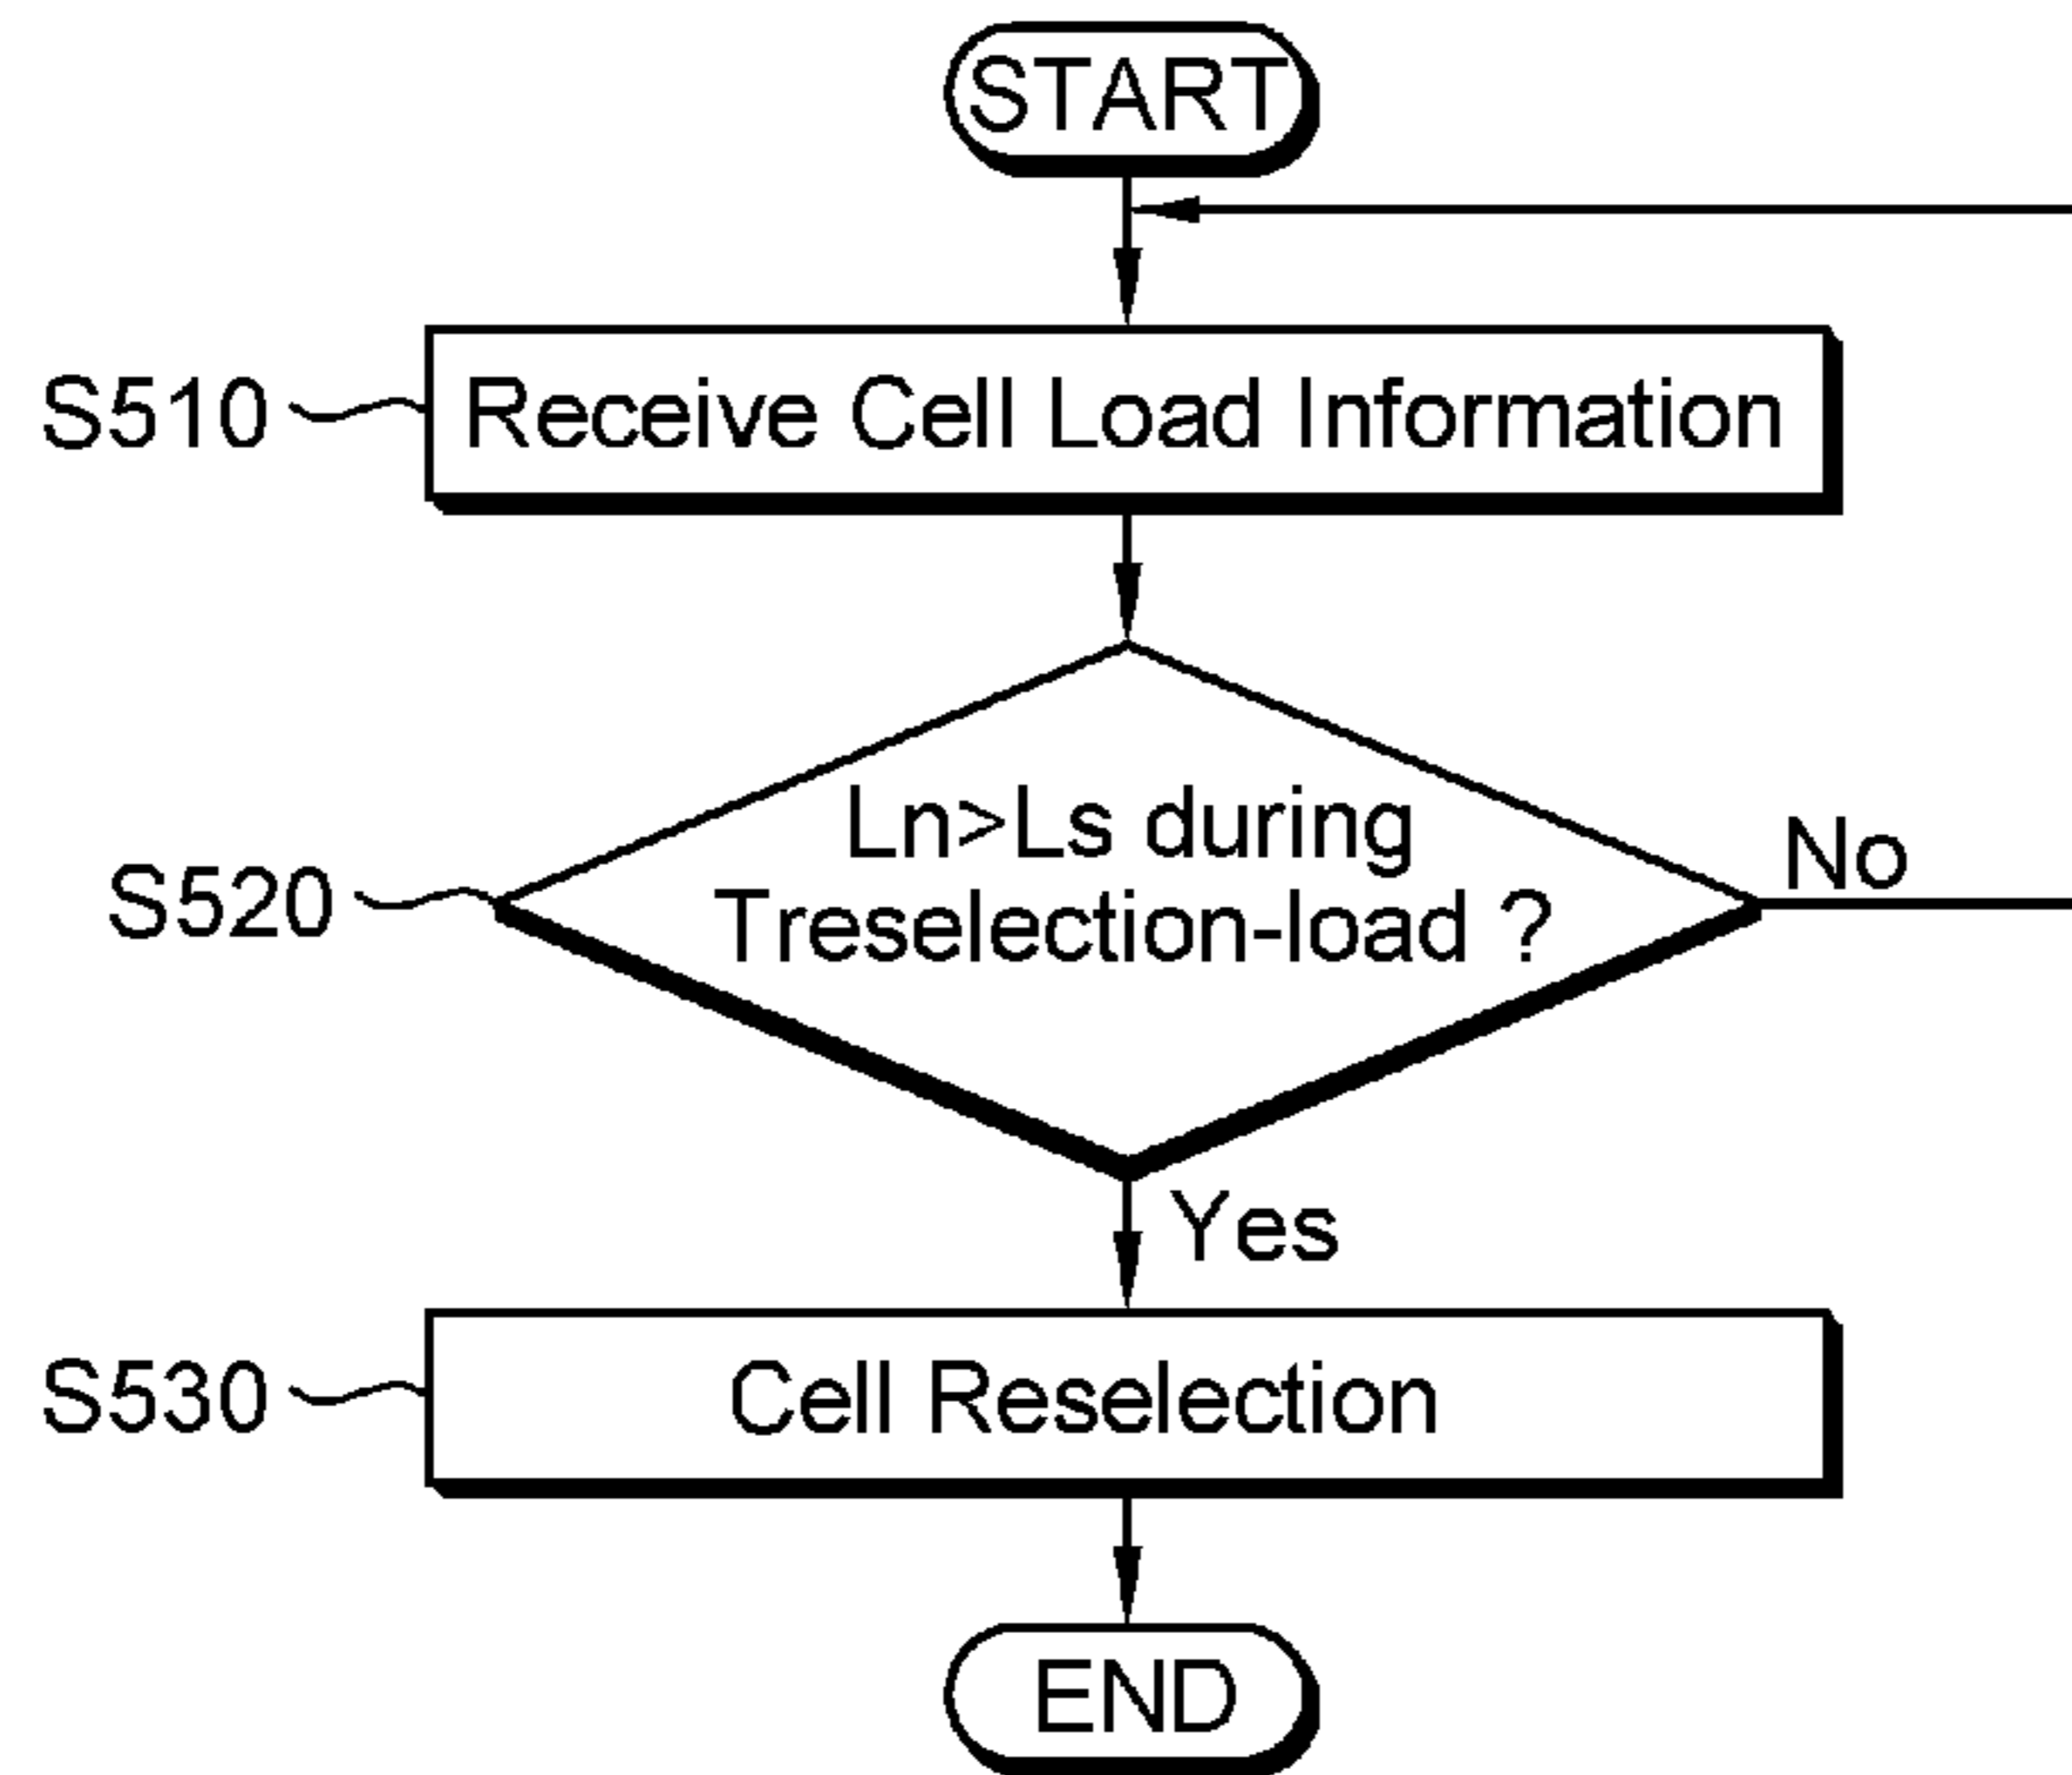 START
S510
Receive Cell Load Information
S520
Ln>Ls during
Treselection-load ?
No
Yes
S530
Cell Reselection
END